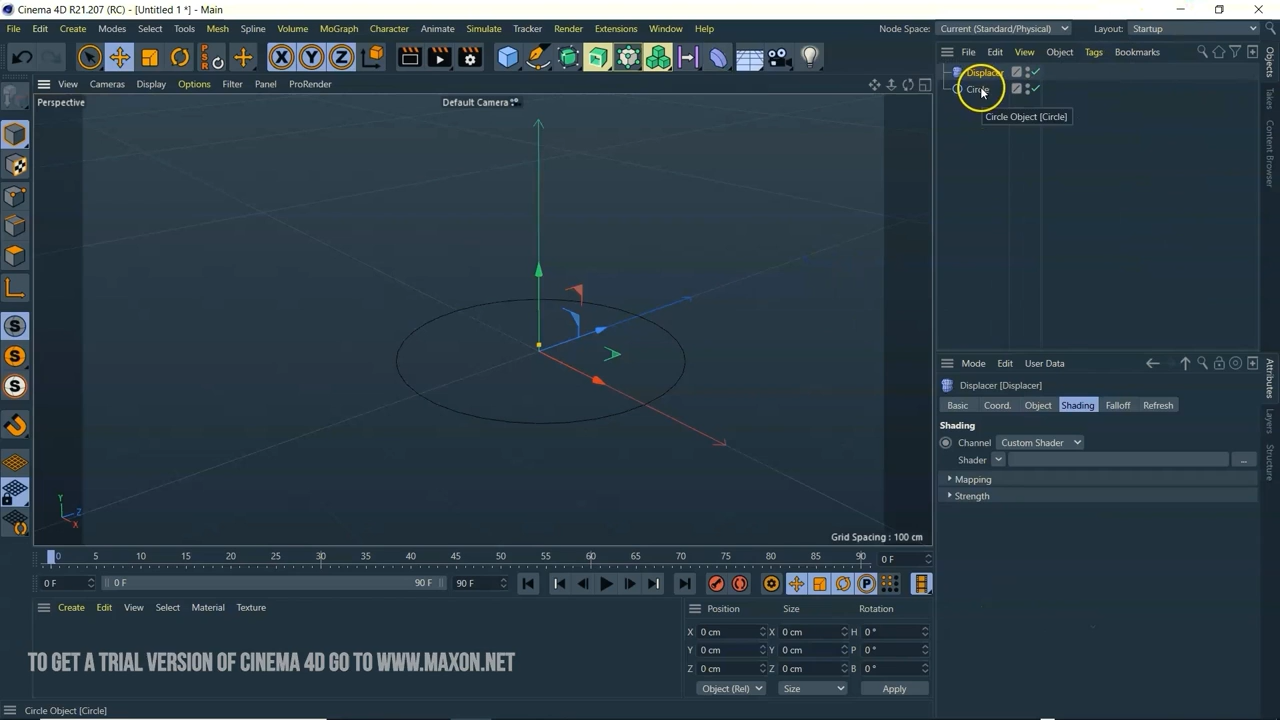 Cinema 4D R21.207 (RC) - [Untitled 1 *] - Main
File Edit Create Modes Select Tools Mesh Spline Volume MoGraph Character Animate Simulate Tracker Render Extensions Window Help
Node Space: Current (Standard/Physical) Layout: Startup
View Cameras Display Options Filter Panel ProRender
File Edit View Object Tags Bookmarks
Perspective
Default Camera
Displacer
Circle
Circle Object [Circle]
X Y Z
PSR
S
S
S
Objects
Takes
Content Browser
Attributes
Layers
Structure
Mode Edit User Data
Displacer [Displacer]
Basic Coord. Object Shading Falloff Refresh
Shading
Channel Custom Shader
Shader ...
Mapping
Strength
Y
Z
X
Grid Spacing : 100 cm
0 5 10 15 20 25 30 35 40 45 50 55 60 65 70 75 80 85 90 0 F
0 F 0 F 90 F 90 F P
Create Edit View Select Material Texture
Position Size Rotation
X 0 cm X 0 cm H 0 °
Y 0 cm Y 0 cm P 0 °
Z 0 cm Z 0 cm B 0 °
Object (Rel) Size Apply
TO GET A TRIAL VERSION OF CINEMA 4D GO TO WWW.MAXON.NET
Circle Object [Circle]